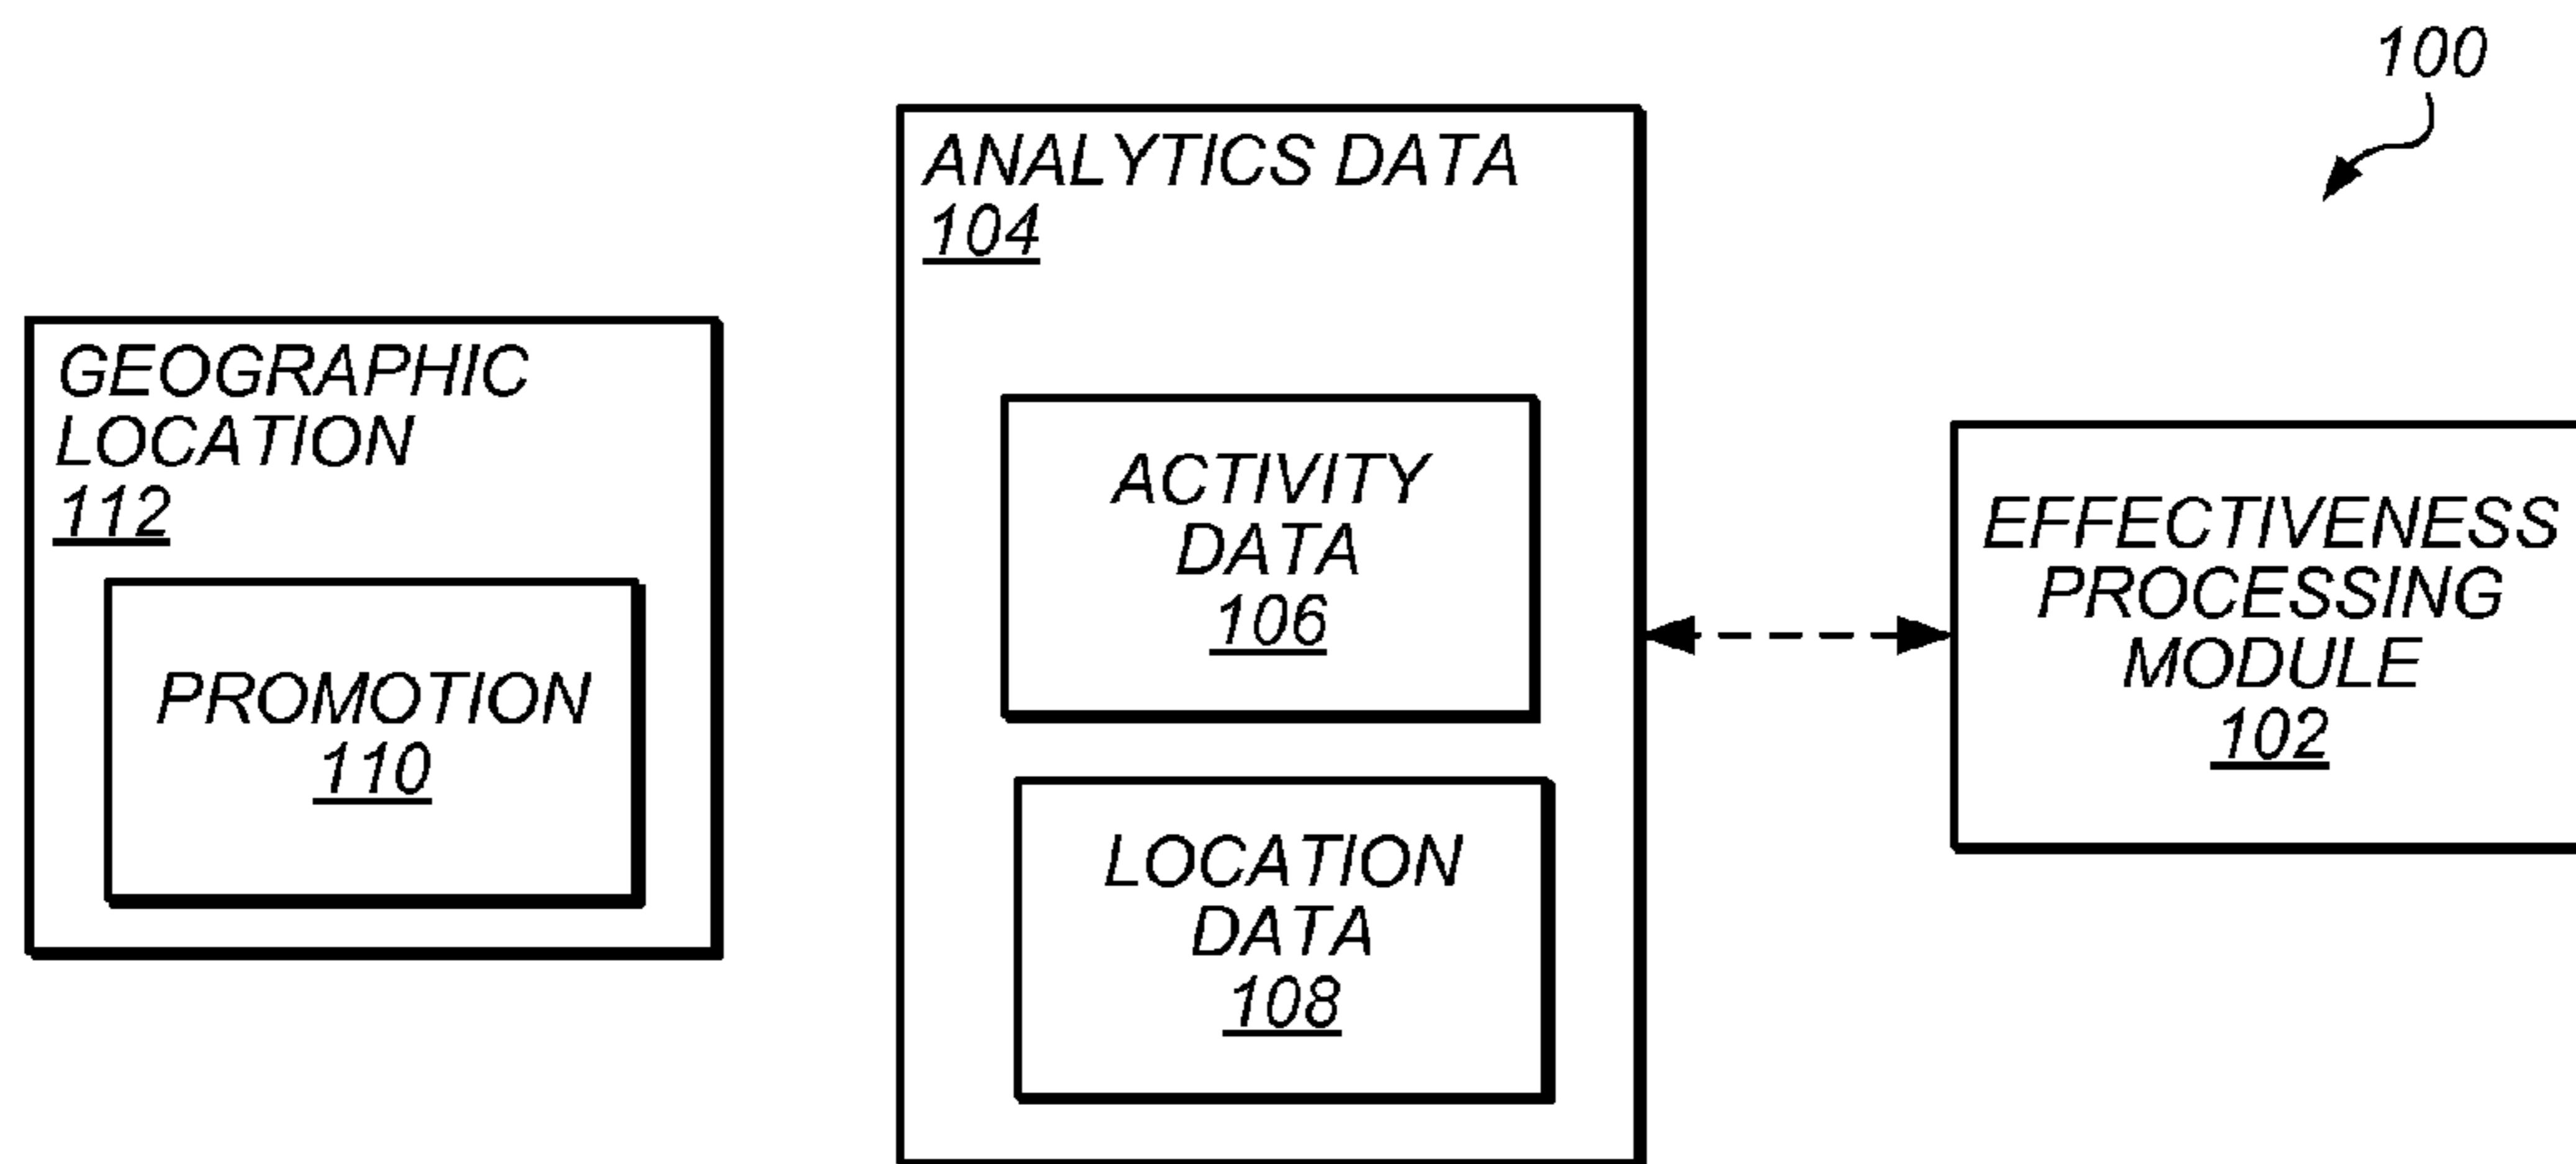 100
ANALYTICS DATA
104
GEOGRAPHIC
LOCATION
112
PROMOTION
110
ACTIVITY
DATA
106
LOCATION
DATA
108
EFFECTIVENESS
PROCESSING
MODULE
102